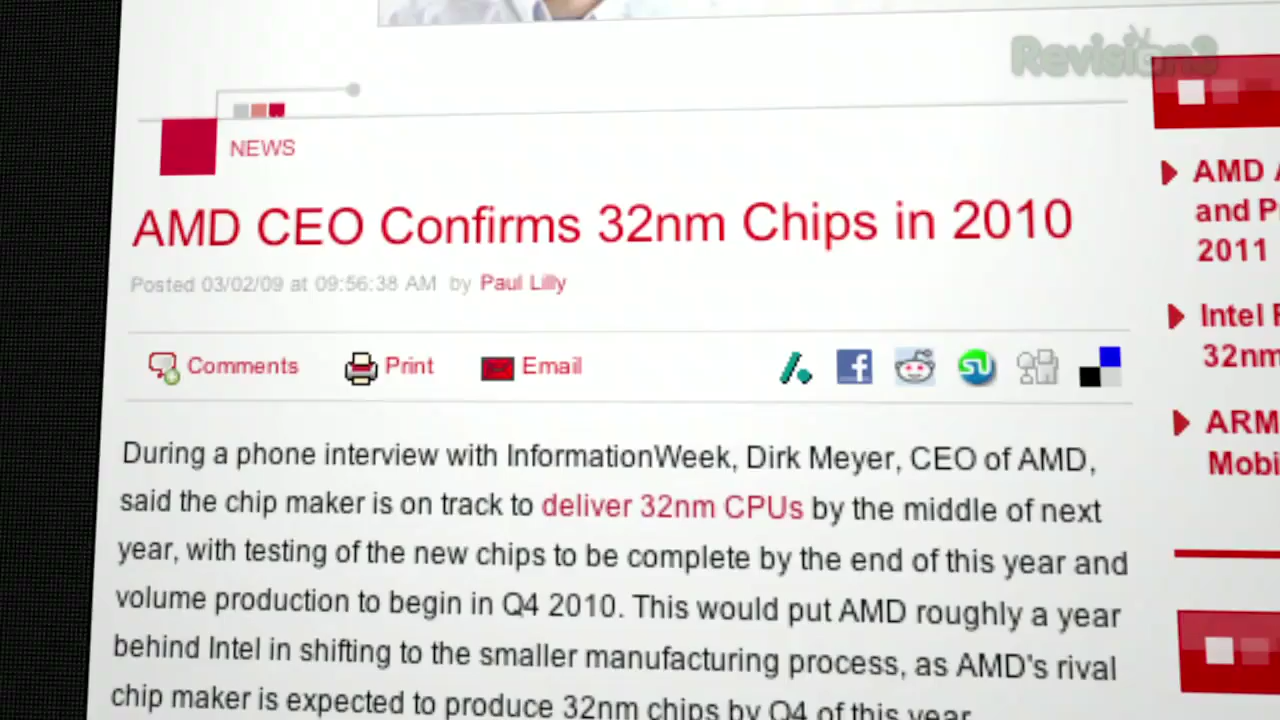 Revision3
NEWS
AMD CEO Confirms 32nm Chips in 2010
Posted 03/02/09 at 09:56:38 AM by Paul Lilly
Comments Print Email
During a phone interview with InformationWeek, Dirk Meyer, CEO of AMD,
said the chip maker is on track to deliver 32nm CPUs by the middle of next
year, with testing of the new chips to be complete by the end of this year and
volume production to begin in Q4 2010. This would put AMD roughly a year
behind Intel in shifting to the smaller manufacturing process, as AMD's rival
chip maker is expected to produce 32nm chips by Q4 of this year
AMD
and P
2011
Intel
32nm
ARM
Mobi